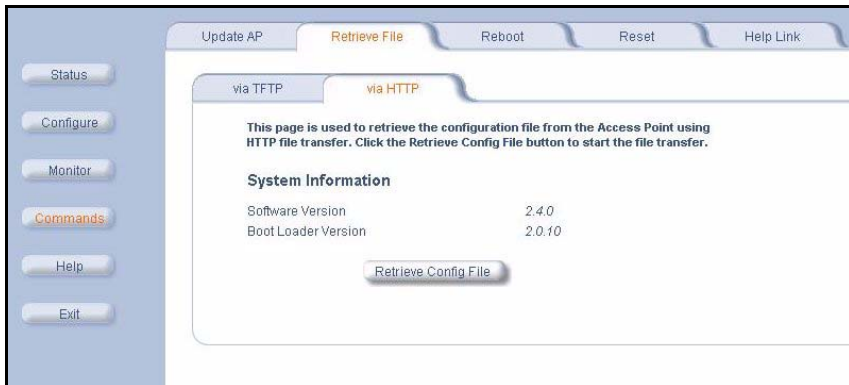 Update AP
Retrieve File
Reboot
Reset
Help Link
Status
Configure
Monitor
Commands
Help
Exit
via TFTP
via HTTP
This page is used to retrieve the configuration file from the Access Point using
HTTP file transfer. Click the Retrieve Config File button to start the file transfer.
System Information
Software Version 2.4.0
Boot Loader Version 2.0.10
Retrieve Config File